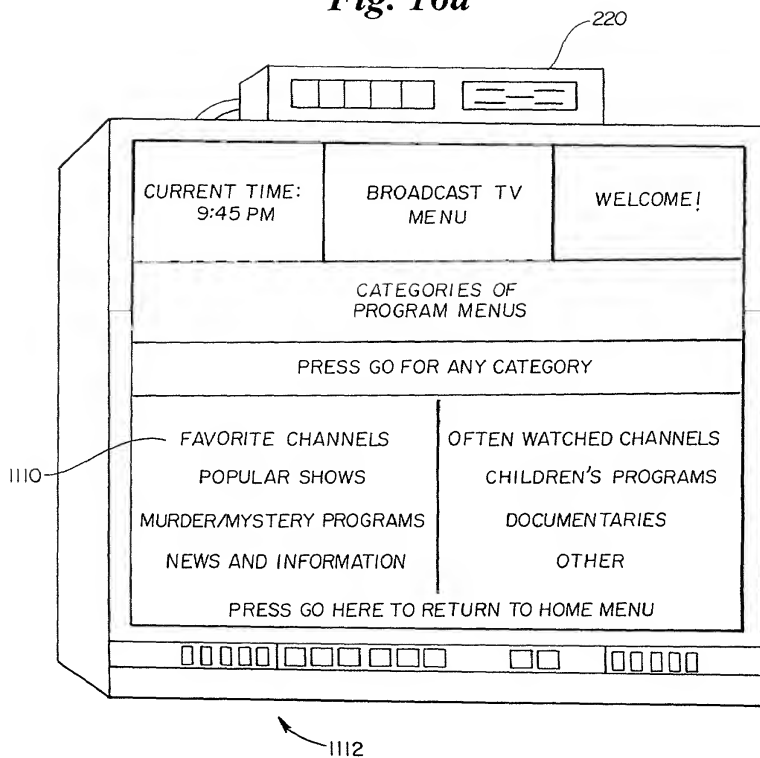 Fig. 16a
220
CURRENT TIME:
9:45 PM
BROADCAST TV
MENU
WELCOME!
CATEGORIES OF
PROGRAM MENUS
PRESS GO FOR ANY CATEGORY
1110
FAVORITE CHANNELS
OFTEN WATCHED CHANNELS
POPULAR SHOWS
CHILDREN'S PROGRAMS
MURDER/MYSTERY PROGRAMS
DOCUMENTARIES
NEWS AND INFORMATION
OTHER
PRESS GO HERE TO RETURN TO HOME MENU
1112